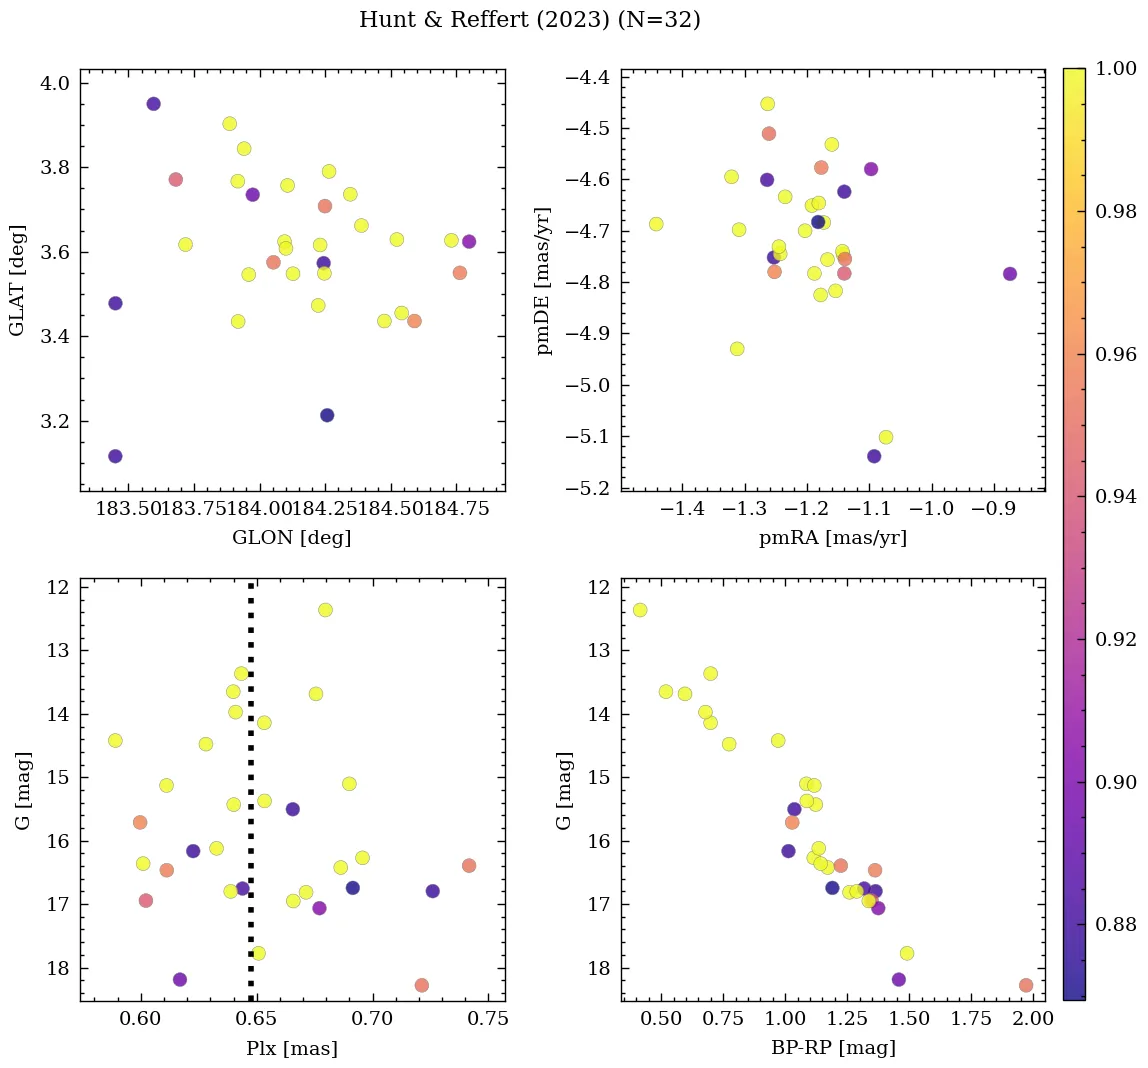 Hunt & Reffert (2023) (N=32)
4.0
3.8
3.6
3.4
3.2
GLAT [deg]
183.50 183.75 184.00 184.25 184.50 184.75
GLON [deg]
−4.4
−4.5
−4.6
−4.7
−4.8
−4.9
−5.0
−5.1
−5.2
pmDE [mas/yr]
−1.4 −1.3 −1.2 −1.1 −1.0 −0.9
pmRA [mas/yr]
12
13
14
15
16
17
18
G [mag]
0.60 0.65 0.70 0.75
Plx [mas]
12
13
14
15
16
17
18
G [mag]
0.50 0.75 1.00 1.25 1.50 1.75 2.00
BP-RP [mag]
1.00
0.98
0.96
0.94
0.92
0.90
0.88